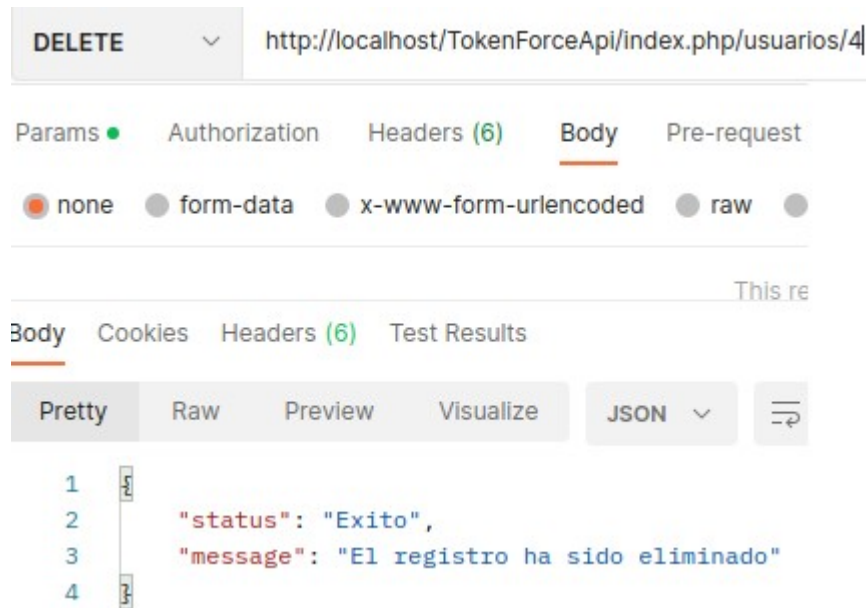 DELETE http://localhost/TokenForceApi/index.php/usuarios/4
Params Authorization Headers (6) Body Pre-request
none form-data x-www-form-urlencoded raw
This re
Body Cookies Headers (6) Test Results
Pretty Raw Preview Visualize JSON
1 {
2 "status": "Exito",
3 "message": "El registro ha sido eliminado"
4 }